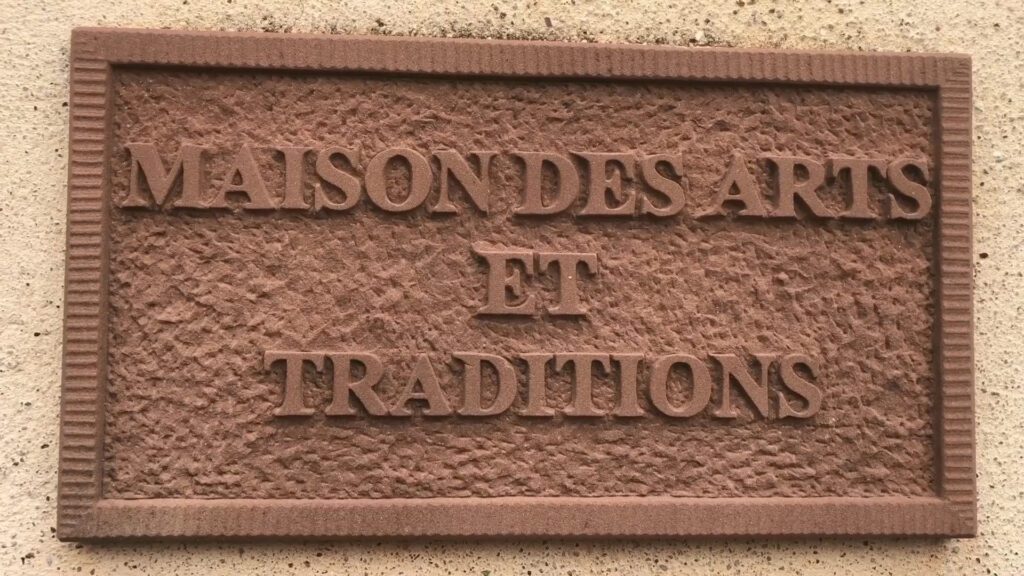 MAISON DES ARTS
ET
TRADITIONS